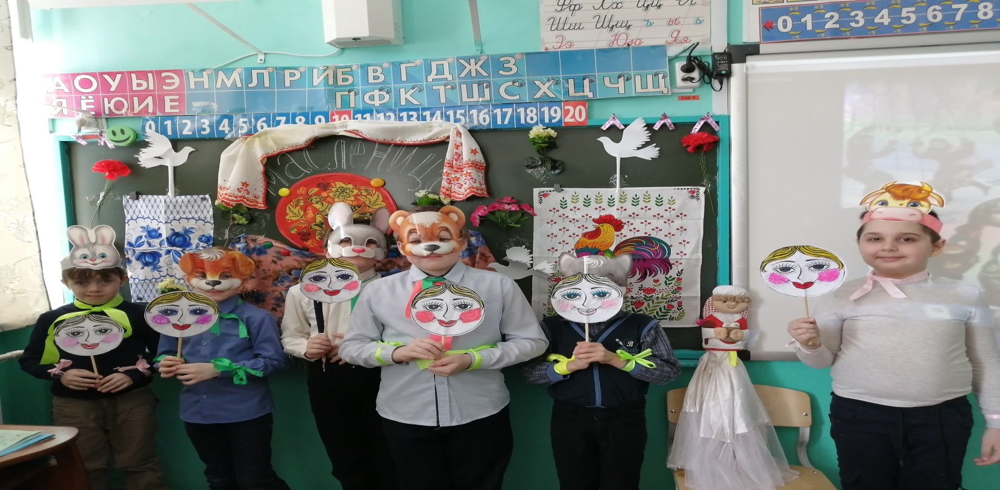 Фф Хх Цц Чч
Шш Щщ ъ ы ь
Ээ Юю Яя
0 1 2 3 4 5 6 7 8
А О У Ы Э Н М Л Р Й Б В Г Д Ж З
Я Ё Ю И Е П Ф К Т Ш С Х Ц Ч Щ
220 V
0 1 2 3 4 5 6 7 8 9 10 11 12 13 14 15 16 17 18 19 20
Масленица
В